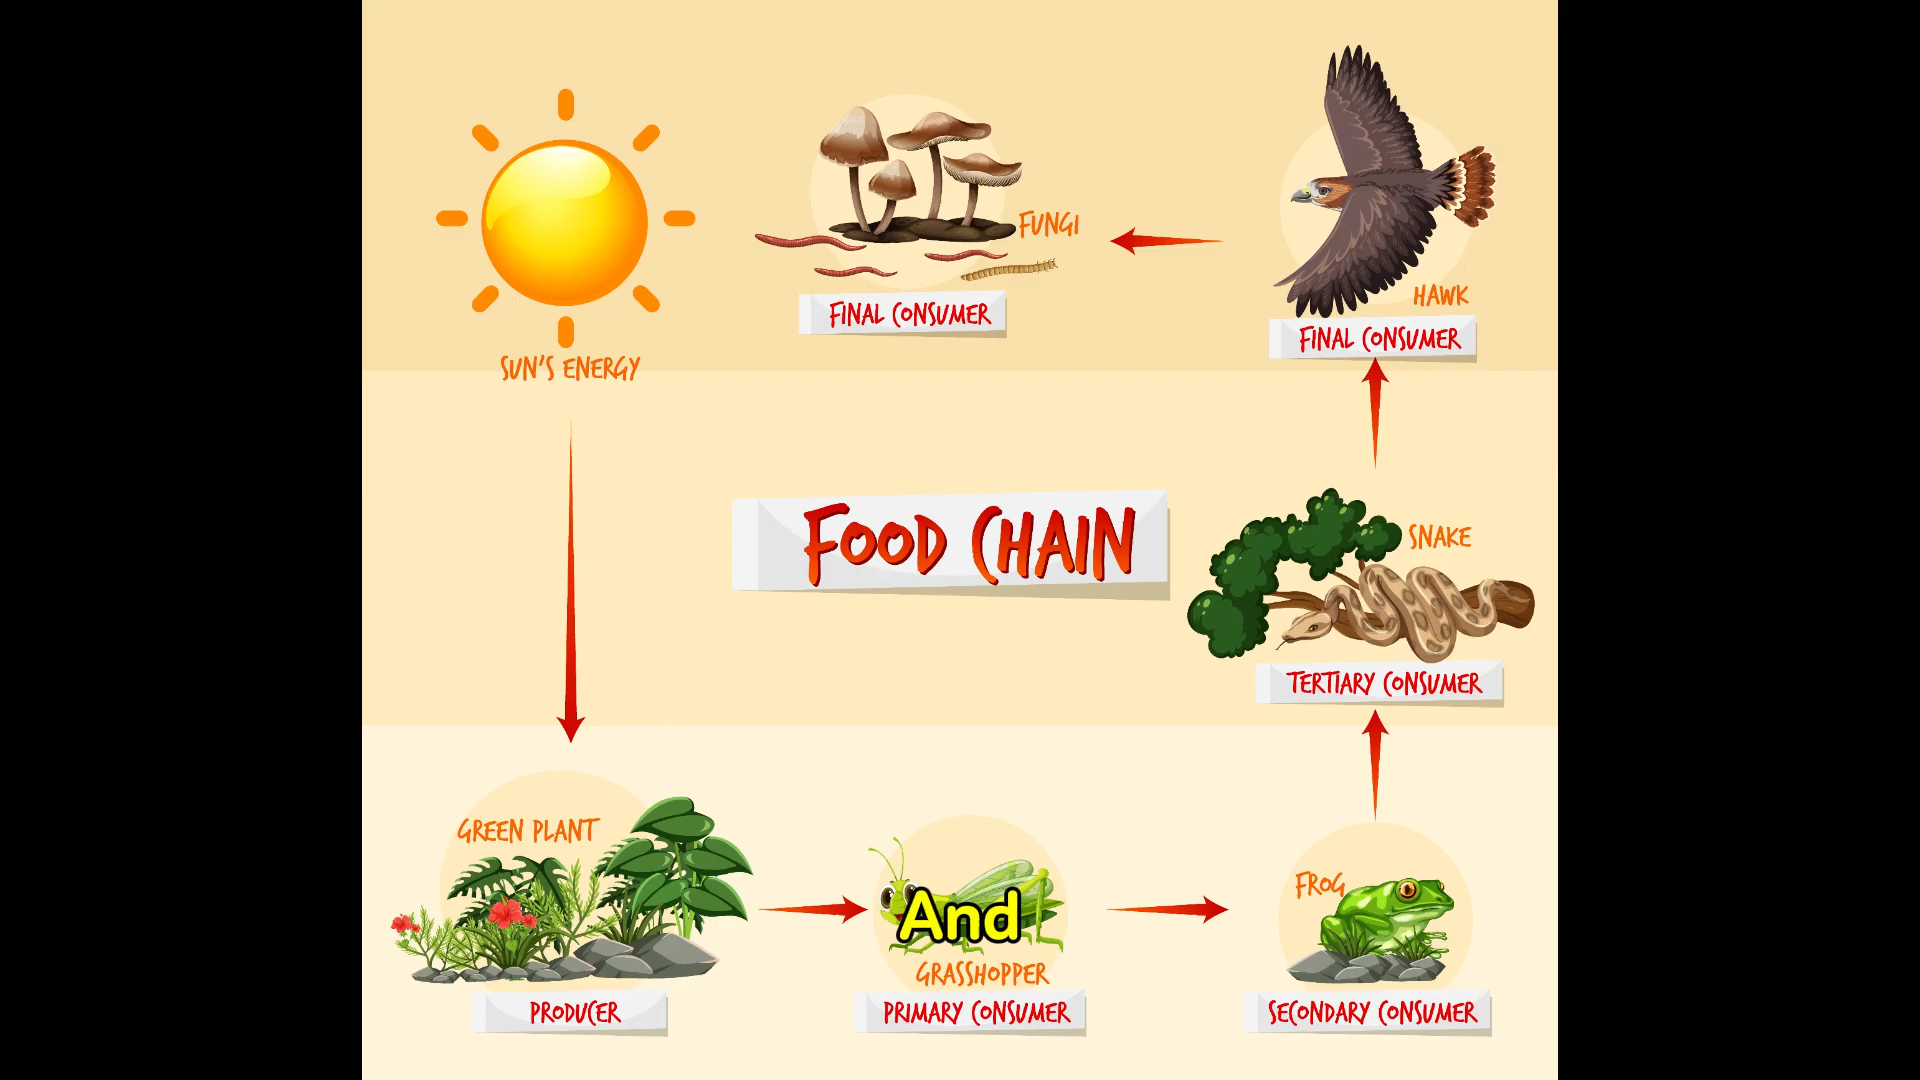 FUNGI
FINAL CONSUMER
HAWK
FINAL CONSUMER
SUN'S ENERGY
FOOD CHAIN
SNAKE
TERTIARY CONSUMER
GREEN PLANT
PRODUCER
And
GRASSHOPPER
PRIMARY CONSUMER
FROG
SECONDARY CONSUMER